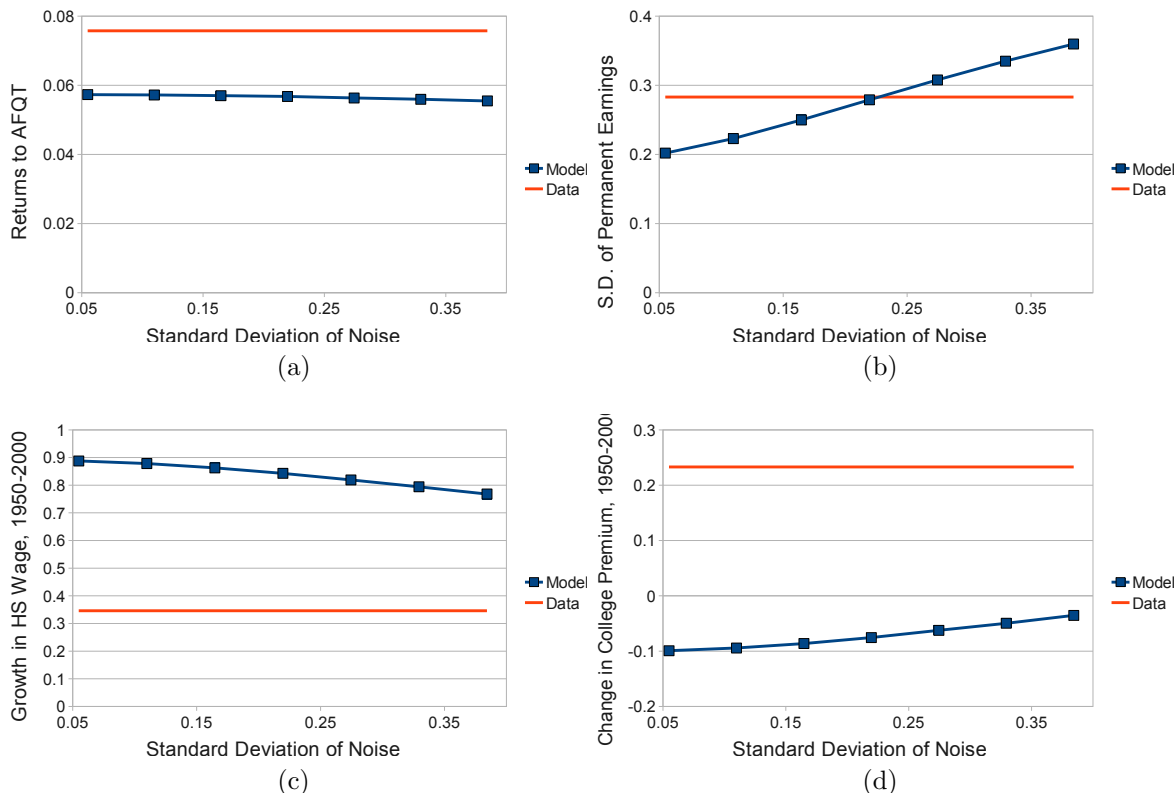 0.08
0.06
0.04
0.02
0
0.05
0.15
0.25
0.35
Returns to AFQT
Standard Deviation of Noise
Model
Data
(a)
0.4
0.3
0.2
0.1
0
0.05
0.15
0.25
0.35
S.D. of Permanent Earnings
Standard Deviation of Noise
Model
Data
(b)
1
0.9
0.8
0.7
0.6
0.5
0.4
0.3
0.2
0.1
0
0.05
0.15
0.25
0.35
Growth in HS Wage, 1950-2000
Standard Deviation of Noise
Model
Data
(c)
0.3
0.2
0.1
0
-0.1
-0.2
0.05
0.15
0.25
0.35
Change in College Premium, 1950-200
Standard Deviation of Noise
Model
Data
(d)